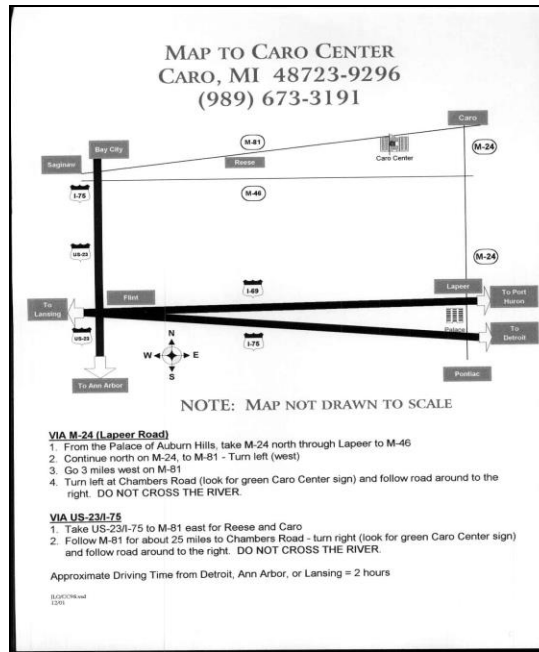 MAP TO CARO CENTER
CARO, MI 48723-9296
(989) 673-3191
Caro
Bay City
M-81
Caro Center
M-24
Saginaw
Reese
I-75
M-46
US-23
M-24
Lapeer
To Port
Huron
Flint
I-69
To
Lansing
Palace
To
Detroit
US-23
I-75
N
W E
S
To Ann Arbor
Pontiac
NOTE: MAP NOT DRAWN TO SCALE
VIA M-24 (Lapeer Road)
1. From the Palace of Auburn Hills, take M-24 north through Lapeer to M-46
2. Continue north on M-24, to M-81 - Turn left (west)
3. Go 3 miles west on M-81
4. Turn left at Chambers Road (look for green Caro Center sign) and follow road around to the
right. DO NOT CROSS THE RIVER.
VIA US-23/I-75
1. Take US-23/I-75 to M-81 east for Reese and Caro
2. Follow M-81 for about 25 miles to Chambers Road - turn right (look for green Caro Center sign)
and follow road around to the right. DO NOT CROSS THE RIVER.
Approximate Driving Time from Detroit, Ann Arbor, or Lansing = 2 hours
12/01